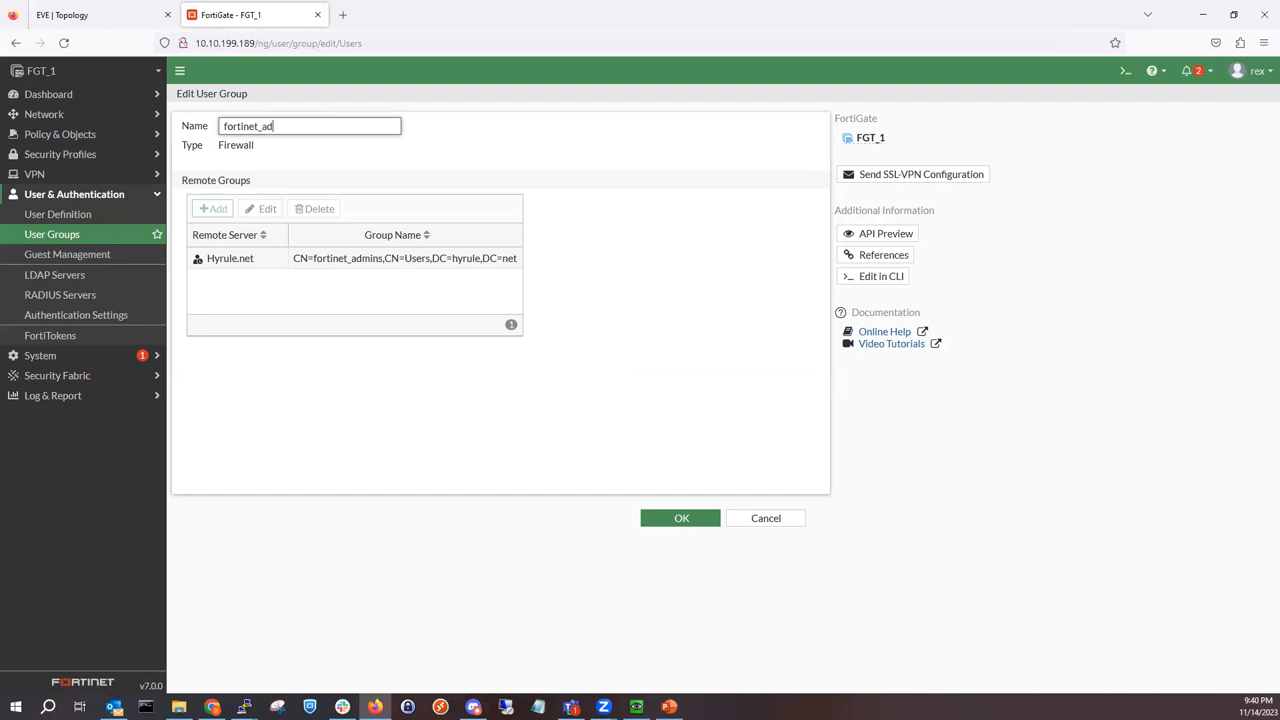 EVE | Topology
FortiGate - FGT_1
10.10.199.189/ng/user/group/edit/Users
FGT_1
2
rex
Dashboard
Network
Policy & Objects
Security Profiles
VPN
User & Authentication
User Definition
User Groups
Guest Management
LDAP Servers
RADIUS Servers
Authentication Settings
FortiTokens
System
1
Security Fabric
Log & Report
FORTINET
v7.0.0
Edit User Group
Name
fortinet_ad
Type
Firewall
Remote Groups
Add
Edit
Delete
Remote Server
Group Name
Hyrule.net
CN=fortinet_admins,CN=Users,DC=hyrule,DC=net
1
OK
Cancel
FortiGate
FGT_1
Send SSL-VPN Configuration
Additional Information
API Preview
References
>_ Edit in CLI
Documentation
Online Help
Video Tutorials
9:40 PM
11/14/2023